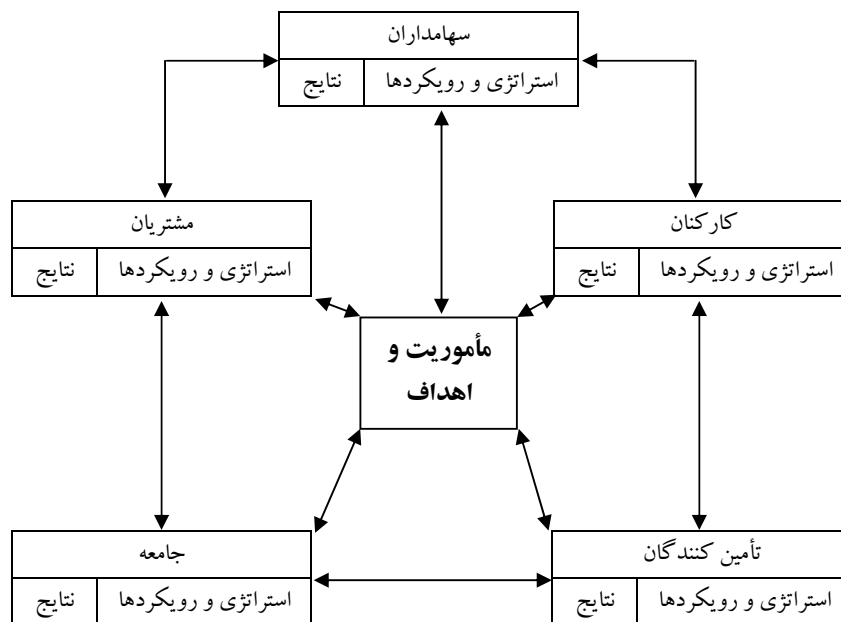 سهامداران
استراتژی و رویکردها نتایج
کارکنان
استراتژی و رویکردها نتایج
مشتریان
استراتژی و رویکردها نتایج
مأموریت و
اهداف
تأمین کنندگان
استراتژی و رویکردها نتایج
جامعه
استراتژی و رویکردها نتایج